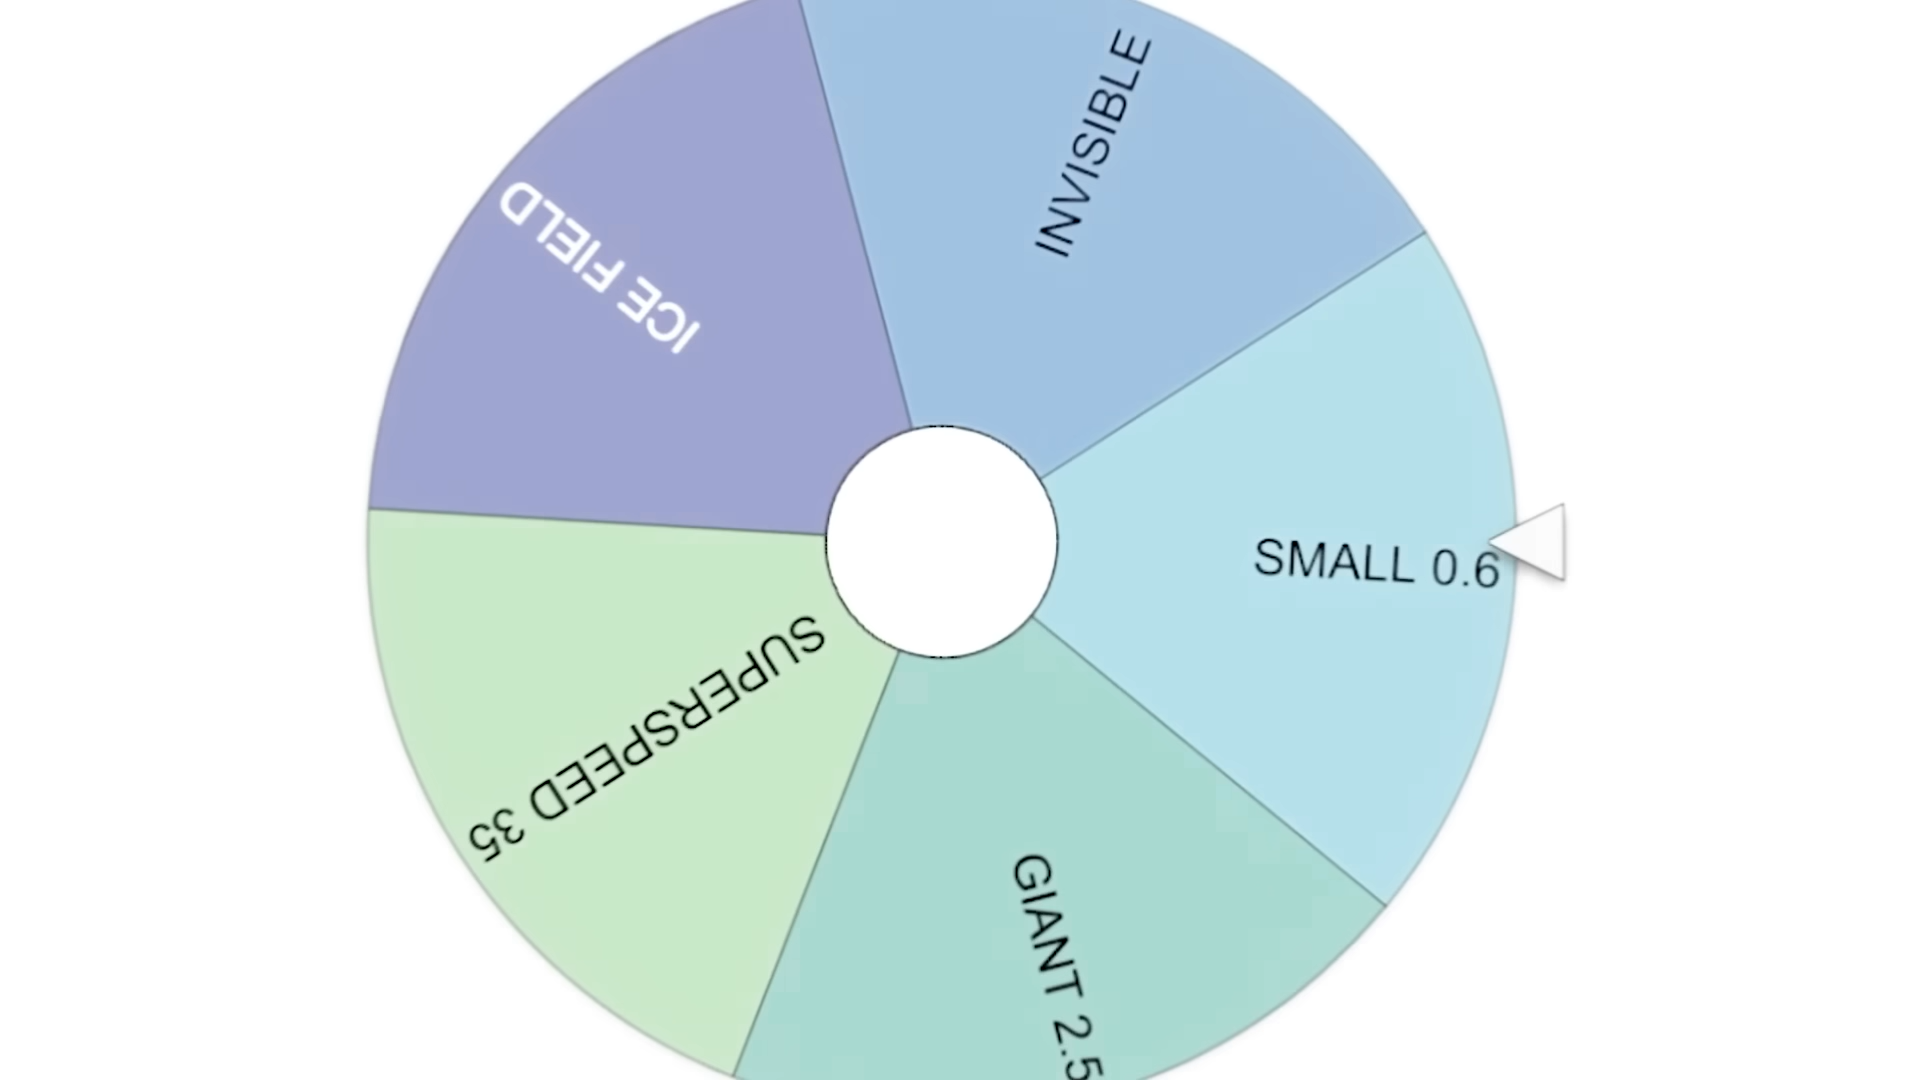 INVISIBLE
ICE FIELD
SMALL 0.6
SUPERSPEED 35
GIANT 2.5